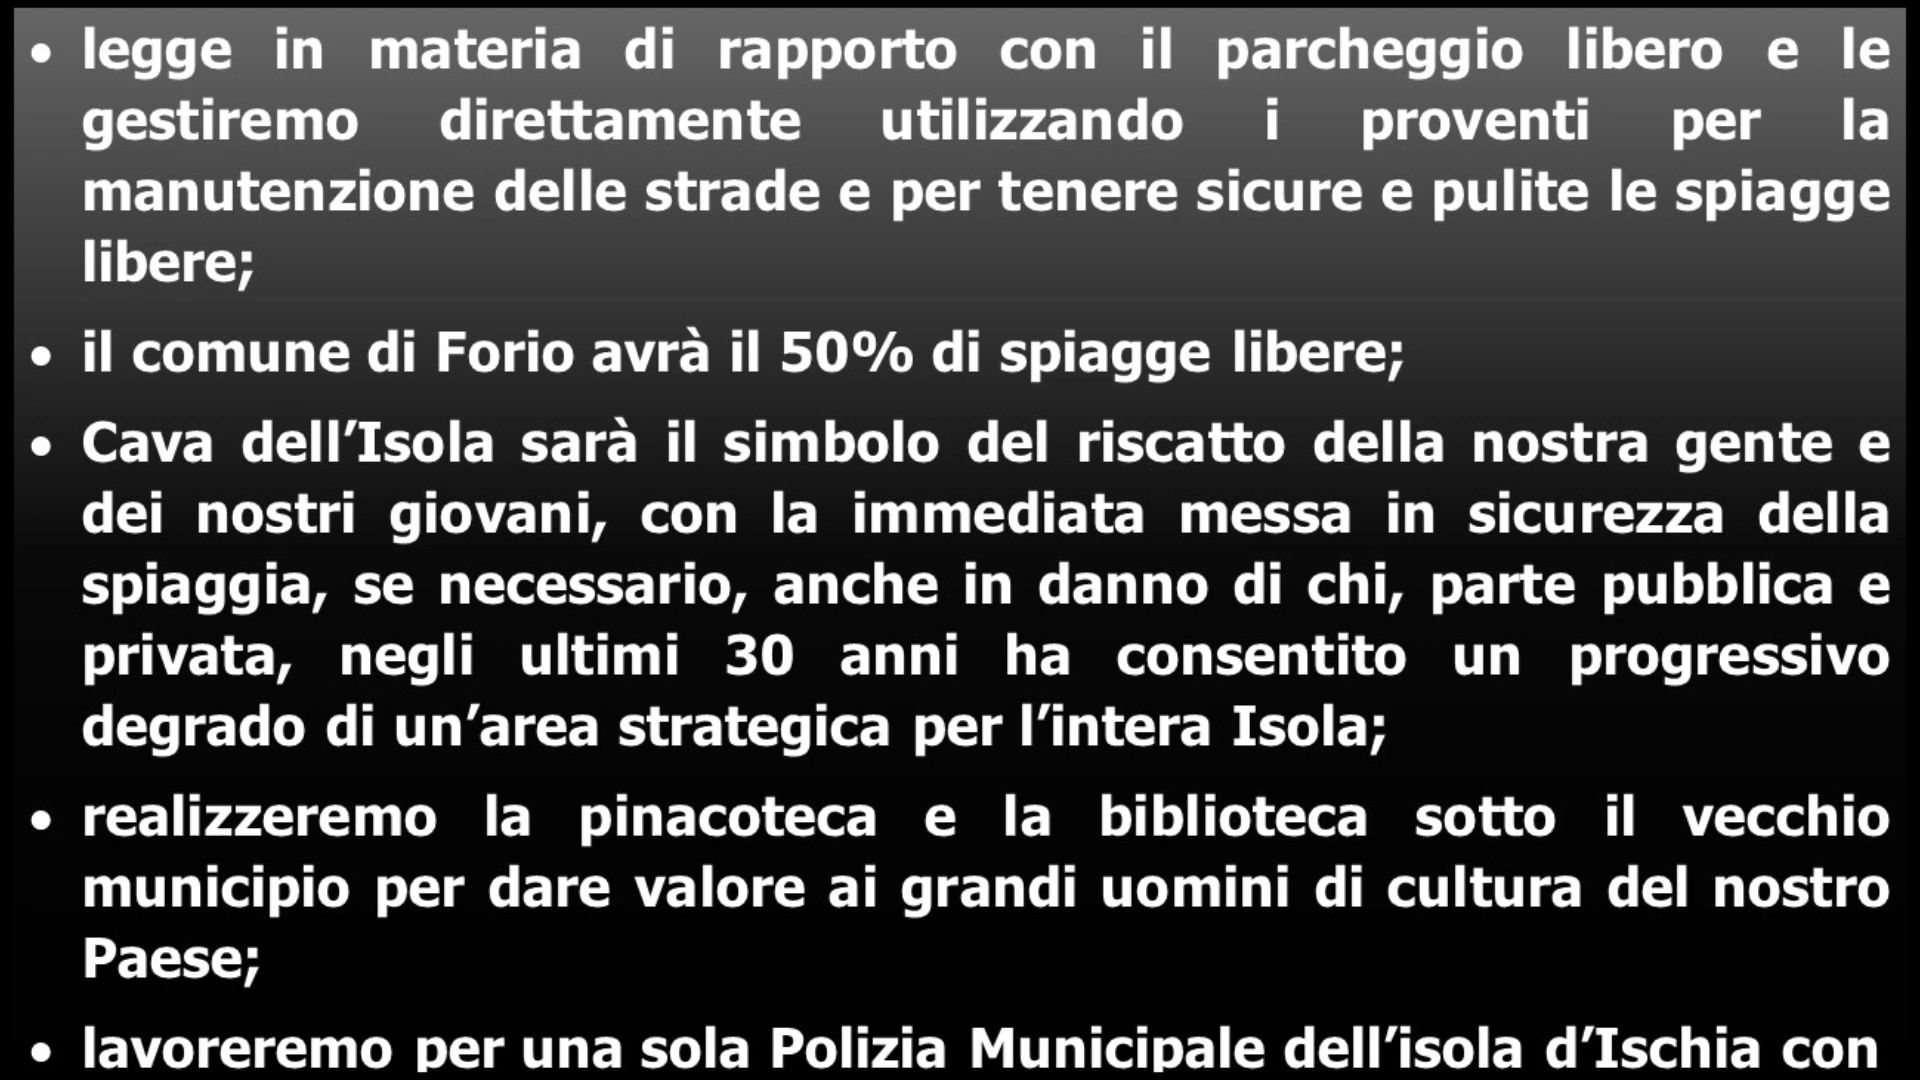 • legge in materia di rapporto con il parcheggio libero e le
gestiremo direttamente utilizzando i proventi per la
manutenzione delle strade e per tenere sicure e pulite le spiagge
libere;
• il comune di Forio avrà il 50% di spiagge libere;
• Cava dell’Isola sarà il simbolo del riscatto della nostra gente e
dei nostri giovani, con la immediata messa in sicurezza della
spiaggia, se necessario, anche in danno di chi, parte pubblica e
privata, negli ultimi 30 anni ha consentito un progressivo
degrado di un’area strategica per l’intera Isola;
• realizzeremo la pinacoteca e la biblioteca sotto il vecchio
municipio per dare valore ai grandi uomini di cultura del nostro
Paese;
• lavoreremo per una sola Polizia Municipale dell’isola d’Ischia con